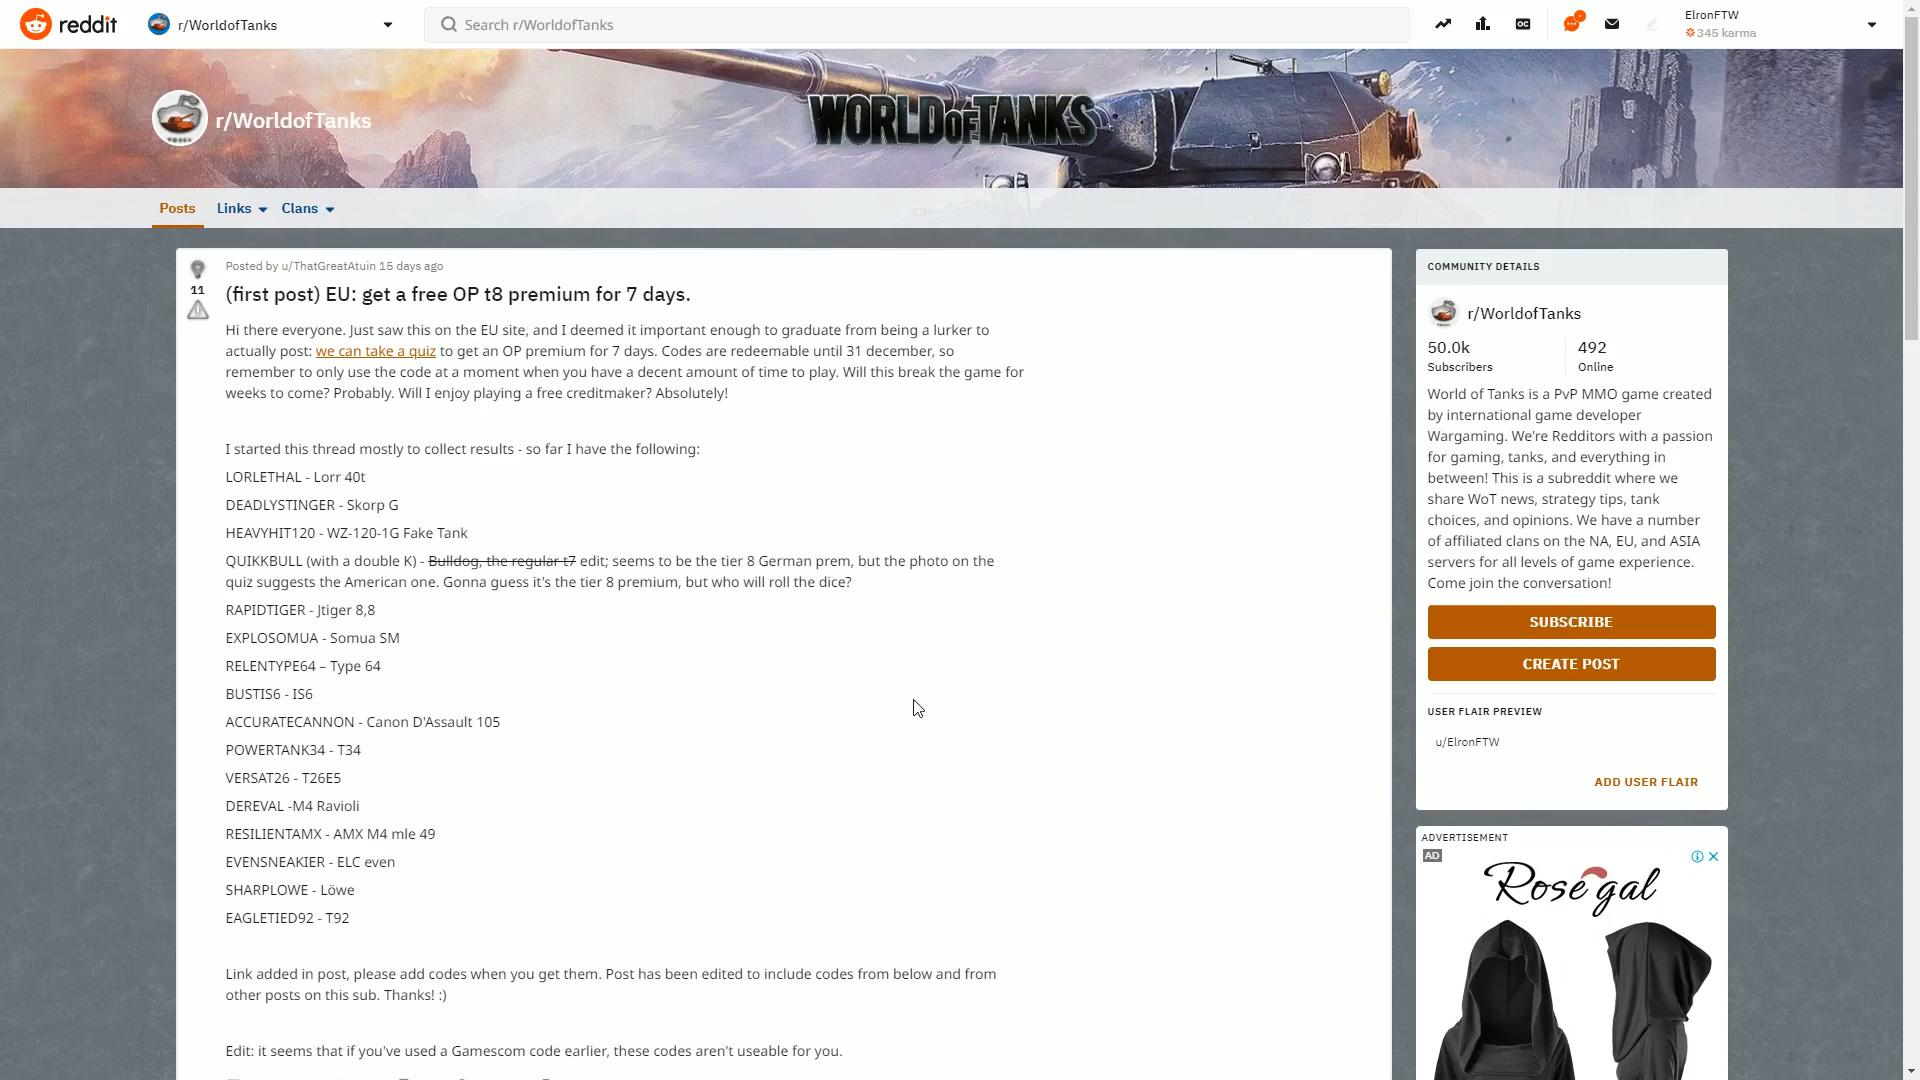 reddit
r/WorldofTanks
Search r/WorldofTanks
ElronFTW
345 karma
r/WorldofTanks
WORLD OF TANKS
Posts
Links
Clans
11
Posted by u/ThatGreatAtuin 15 days ago
(first post) EU: get a free OP t8 premium for 7 days.
Hi there everyone. Just saw this on the EU site, and I deemed it important enough to graduate from being a lurker to
actually post: we can take a quiz to get an OP premium for 7 days. Codes are redeemable until 31 december, so
remember to only use the code at a moment when you have a decent amount of time to play. Will this break the game for
weeks to come? Probably. Will I enjoy playing a free creditmaker? Absolutely!
I started this thread mostly to collect results - so far I have the following:
LORLETHAL - Lorr 40t
DEADLYSTINGER - Skorp G
HEAVYHIT120 - WZ-120-1G Fake Tank
QUIKKBULL (with a double K) - Bulldog, the regular t7 edit; seems to be the tier 8 German prem, but the photo on the
quiz suggests the American one. Gonna guess it's the tier 8 premium, but who will roll the dice?
RAPIDTIGER - Jtiger 8,8
EXPLOSOMUA - Somua SM
RELENTYPE64 – Type 64
BUSTIS6 - IS6
ACCURATECANNON - Canon D'Assault 105
POWERTANK34 - T34
VERSAT26 - T26E5
DEREVAL -M4 Ravioli
RESILIENTAMX - AMX M4 mle 49
EVENSNEAKIER - ELC even
SHARPLOWE - Löwe
EAGLETIED92 - T92
Link added in post, please add codes when you get them. Post has been edited to include codes from below and from
other posts on this sub. Thanks! :)
Edit: it seems that if you've used a Gamescom code earlier, these codes aren't useable for you.
COMMUNITY DETAILS
r/WorldofTanks
50.0k
Subscribers
492
Online
World of Tanks is a PvP MMO game created
by international game developer
Wargaming. We're Redditors with a passion
for gaming, tanks, and everything in
between! This is a subreddit where we
share WoT news, strategy tips, tank
choices, and opinions. We have a number
of affiliated clans on the NA, EU, and ASIA
servers for all levels of game experience.
Come join the conversation!
SUBSCRIBE
CREATE POST
USER FLAIR PREVIEW
u/ElronFTW
ADD USER FLAIR
ADVERTISEMENT
AD
Rosegal